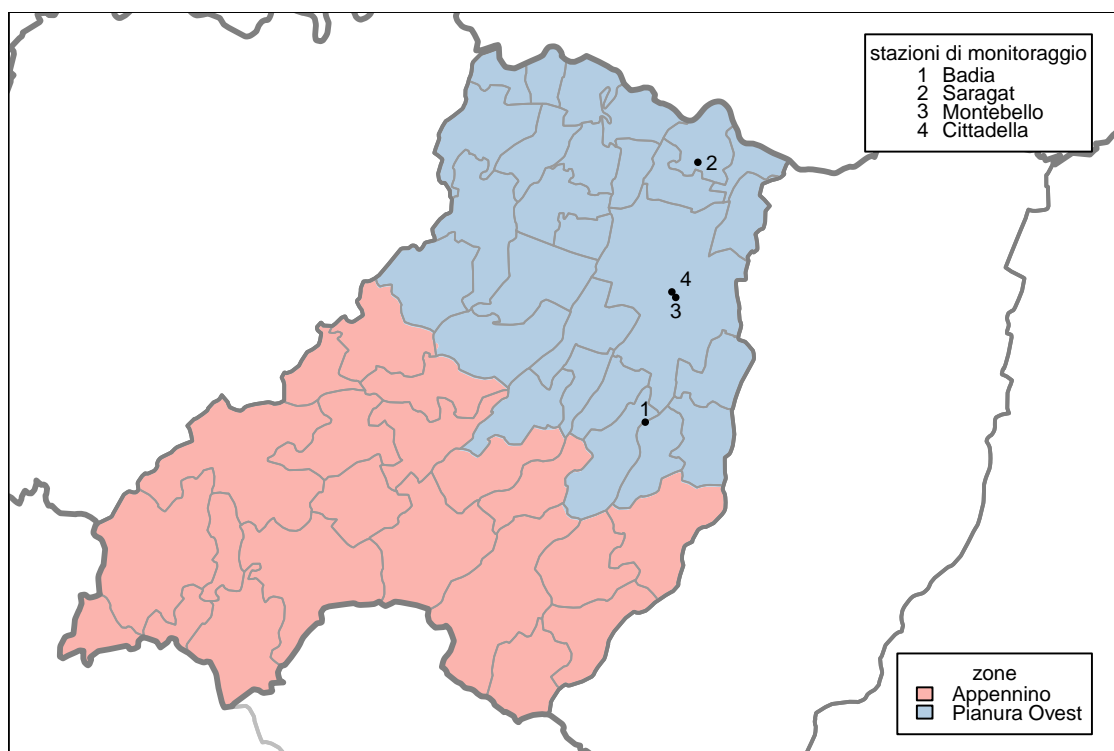 stazioni di monitoraggio
1 Badia
2 Saragat
3 Montebello
4 Cittadella
2
4
3
1
zone
Appennino
Pianura Ovest